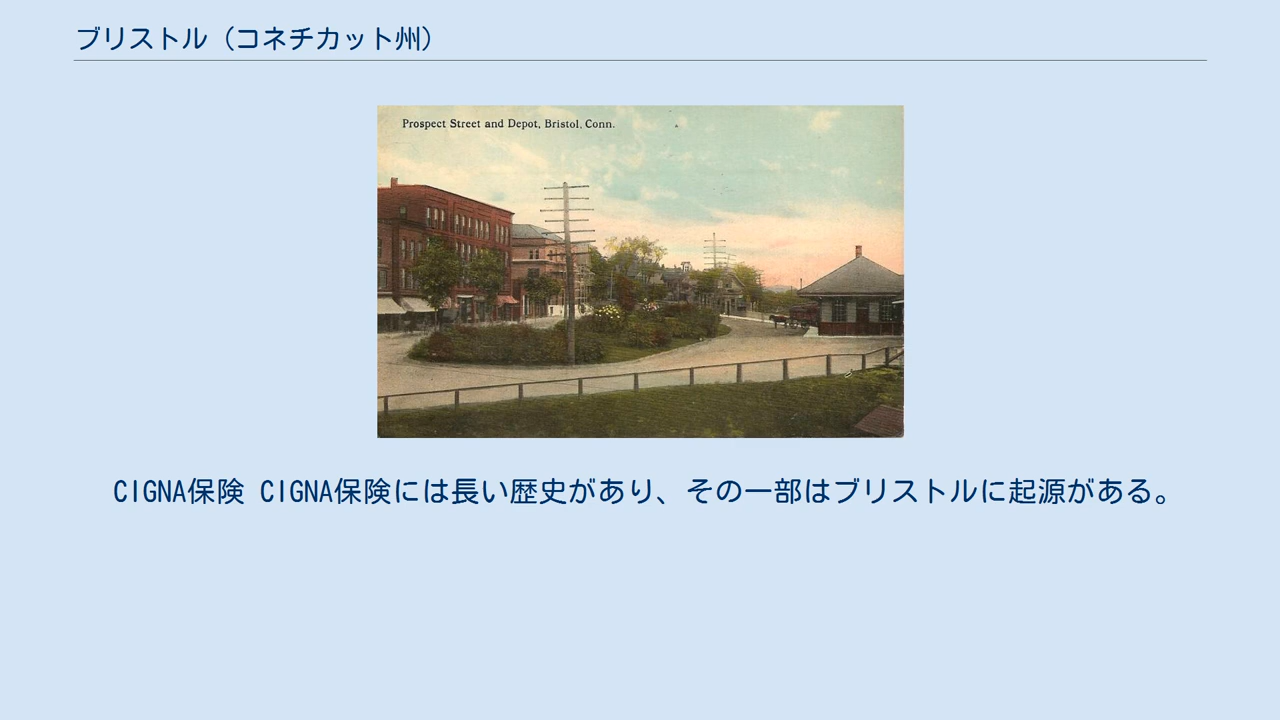 ブリストル（コネチカット州）
Prospect Street and Depot, Bristol, Conn.
CIGNA保険 CIGNA保険には長い歴史があり、その一部はブリストルに起源がある。